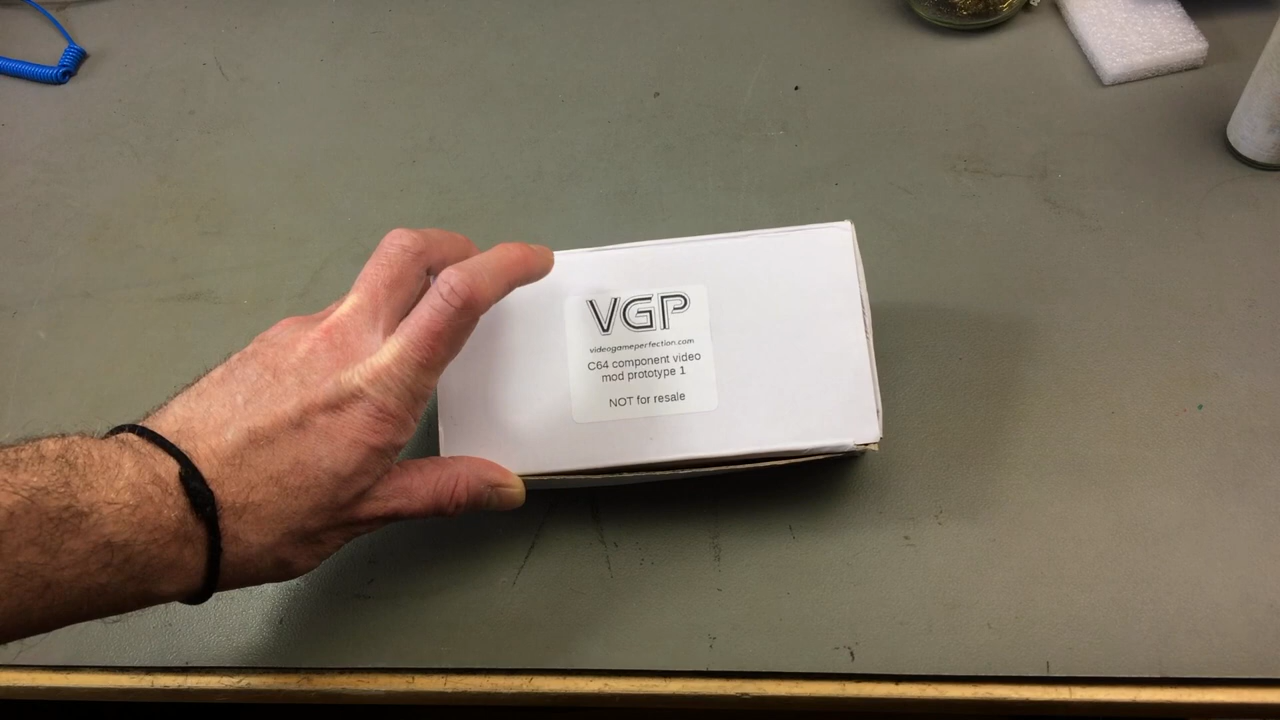 VGP
videogameperfection.com
C64 component video
mod prototype 1
NOT for resale